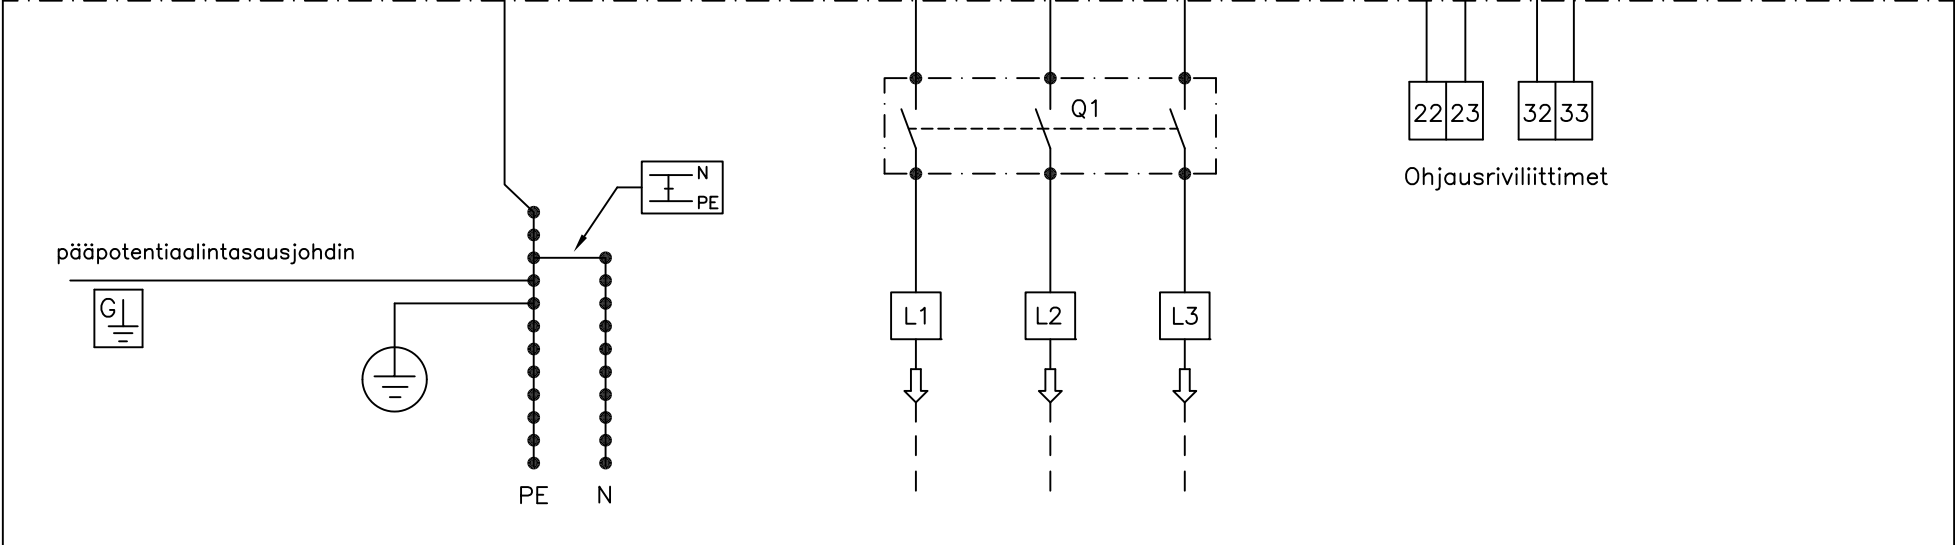 Q1
22 23 32 33
Ohjausriviliittimet
N
PE
pääpotentiaalintasausjohdin
G
L1 L2 L3
PE N